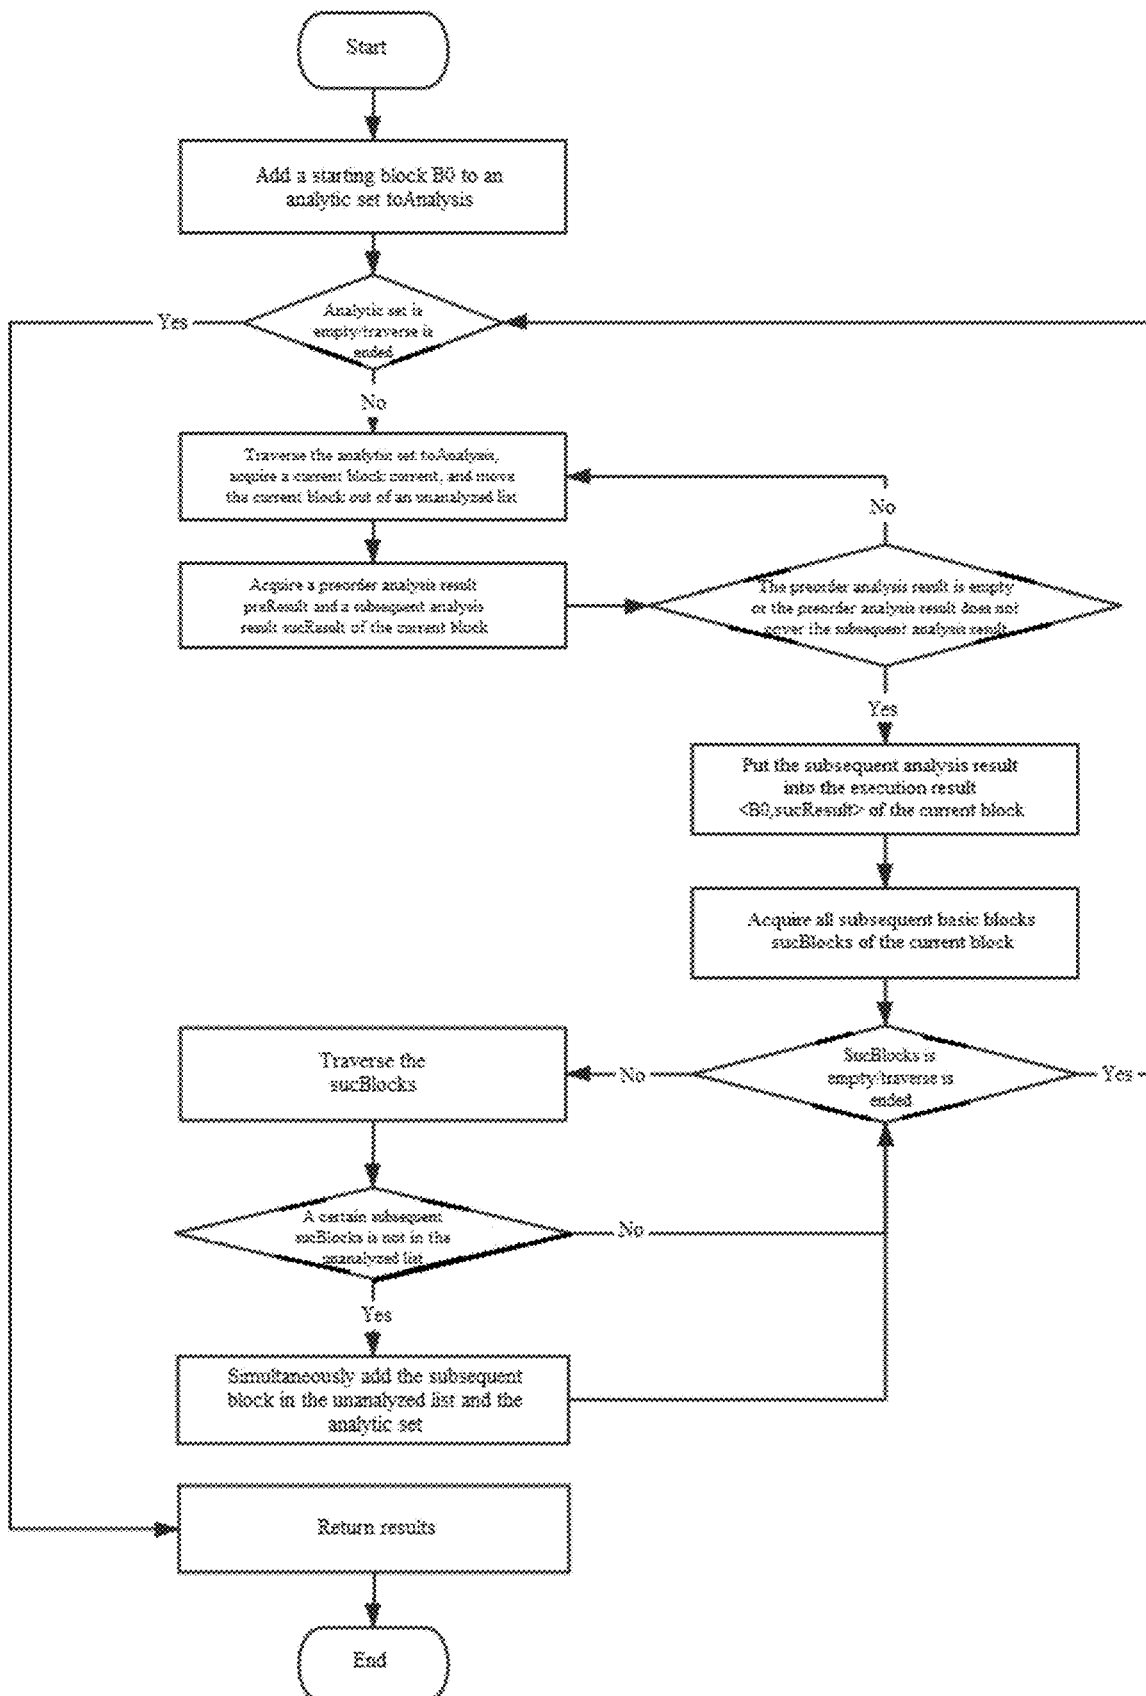 Start
Add a starting block B0 to an
analytic set toAnalysis
Analytic set is
empty/traverse is
ended
Yes
No
Traverse the analytic set toAnalysis,
acquire a current block current, and move
the current block out of an unanalyzed list
No
Acquire a preorder analysis result
preResult and a subsequent analysis
result sucResult of the current block
The preorder analysis result is empty
or the preorder analysis result does not
cover the subsequent analysis result
Yes
Put the subsequent analysis result
into the execution result
<B0,sucResult> of the current block
Acquire all subsequent basic blocks
sucBlocks of the current block
SucBlocks is
empty/traverse is
ended
No
Yes
Traverse the
sucBlocks
A certain subsequent
sucBlocks is not in the
unanalyzed list
No
Yes
Simultaneously add the subsequent
block in the unanalyzed list and the
analytic set
Return results
End